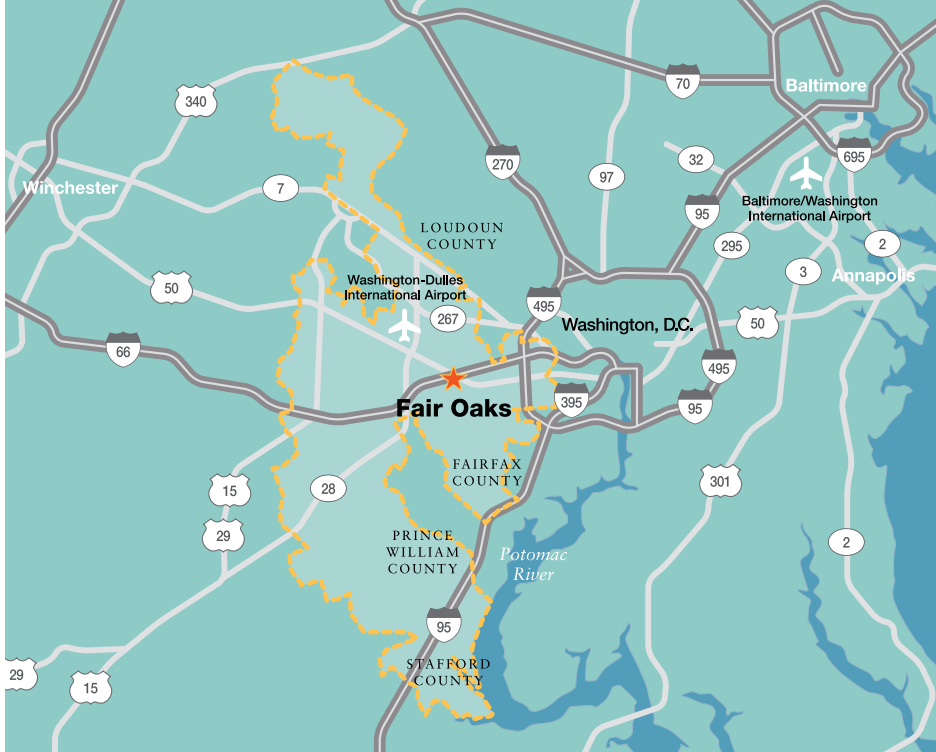 70
Baltimore
340
695
32
270
97
7
Winchester
Baltimore/Washington
International Airport
95
LOUDOUN
COUNTY
295
2
3
Annapolis
Washington-Dulles
International Airport
50
495
267
Washington, D.C.
50
66
495
Fair Oaks
395
95
FAIRFAX
COUNTY
301
15
28
29
PRINCE
WILLIAM
COUNTY
Potomac
River
2
95
STAFFORD
COUNTY
29
15